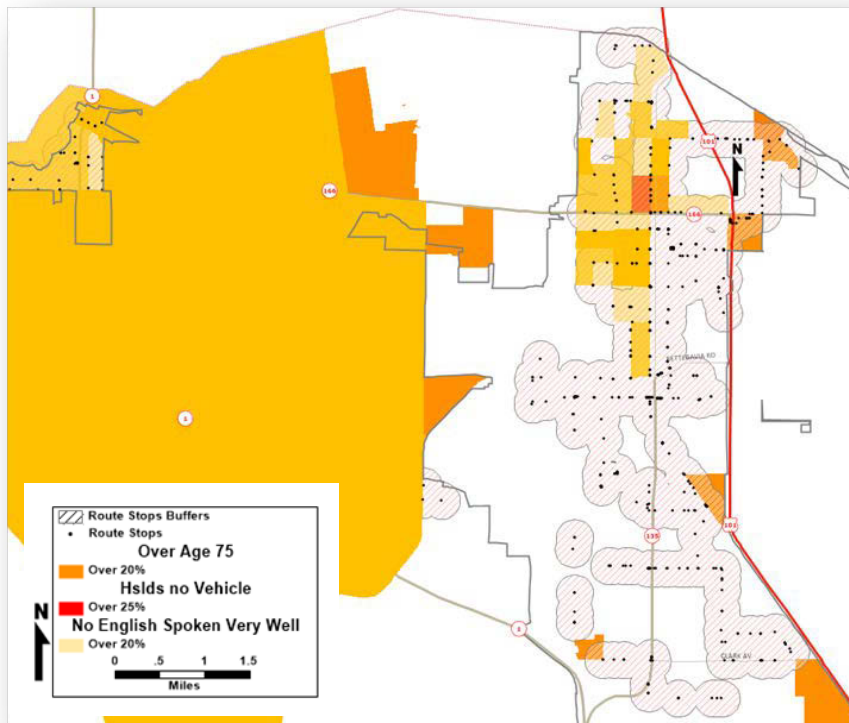 1
101
N
166
166
BETTERAVIA RD
1
101
135
1
CLARK AV
Route Stops Buffers
Route Stops
Over Age 75
Over 20%
Hslds no Vehicle
Over 25%
No English Spoken Very Well
Over 20%
N
0 .5 1 1.5
Miles